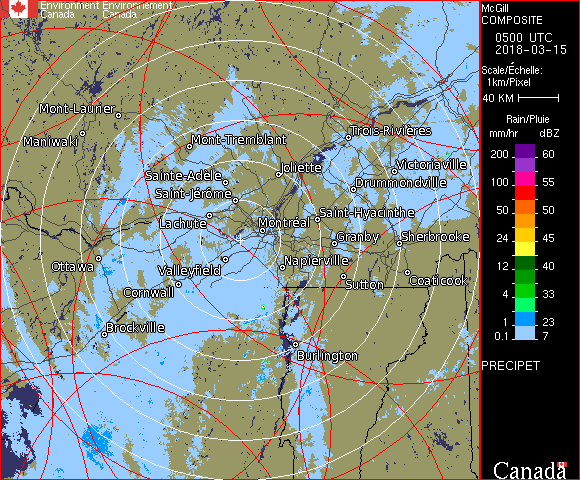 Environment Environnement
Canada Canada
McGill
COMPOSITE
0500 UTC
2018-03-15
Scale/Échelle:
1km/Pixel
40 KM
Rain/Pluie
mm/hr dBZ
200 60
60
100 55
50 50
24 45
12 40
4 33
1 23
0.1 7
PRECIPET
Canada
Mont-Laurier
Maniwaki
Mont-Tremblant
Trois-Rivières
Sainte-Adèle
Joliette
Victoriaville
Saint-Jérôme
Drummondville
Lachute
Montréal
Saint-Hyacinthe
Granby
Sherbrooke
Ottawa
Valleyfield
Napierville
Cornwall
Sutton
Coaticook
Brockville
Burlington